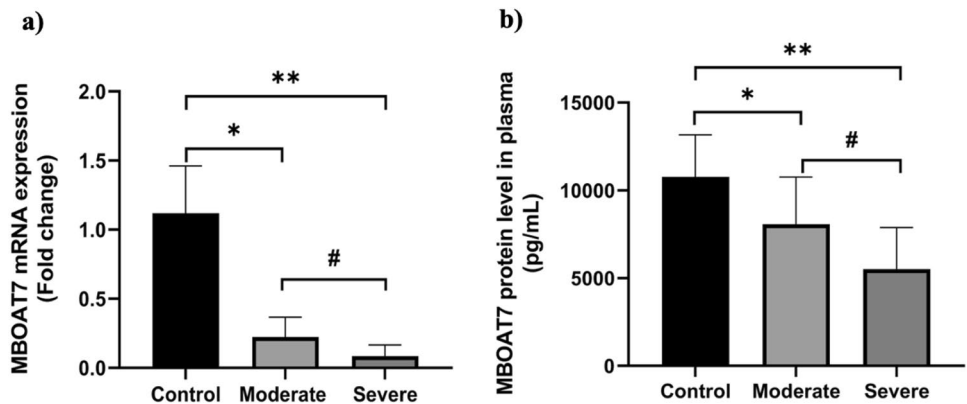 a)
MBOAT7 mRNA expression
(Fold change)
2.0
1.5
1.0
0.5
0.0
**
*
#
Control Moderate Severe
b)
MBOAT7 protein level in plasma
(pg/mL)
15000
10000
5000
0
**
*
#
Control Moderate Severe